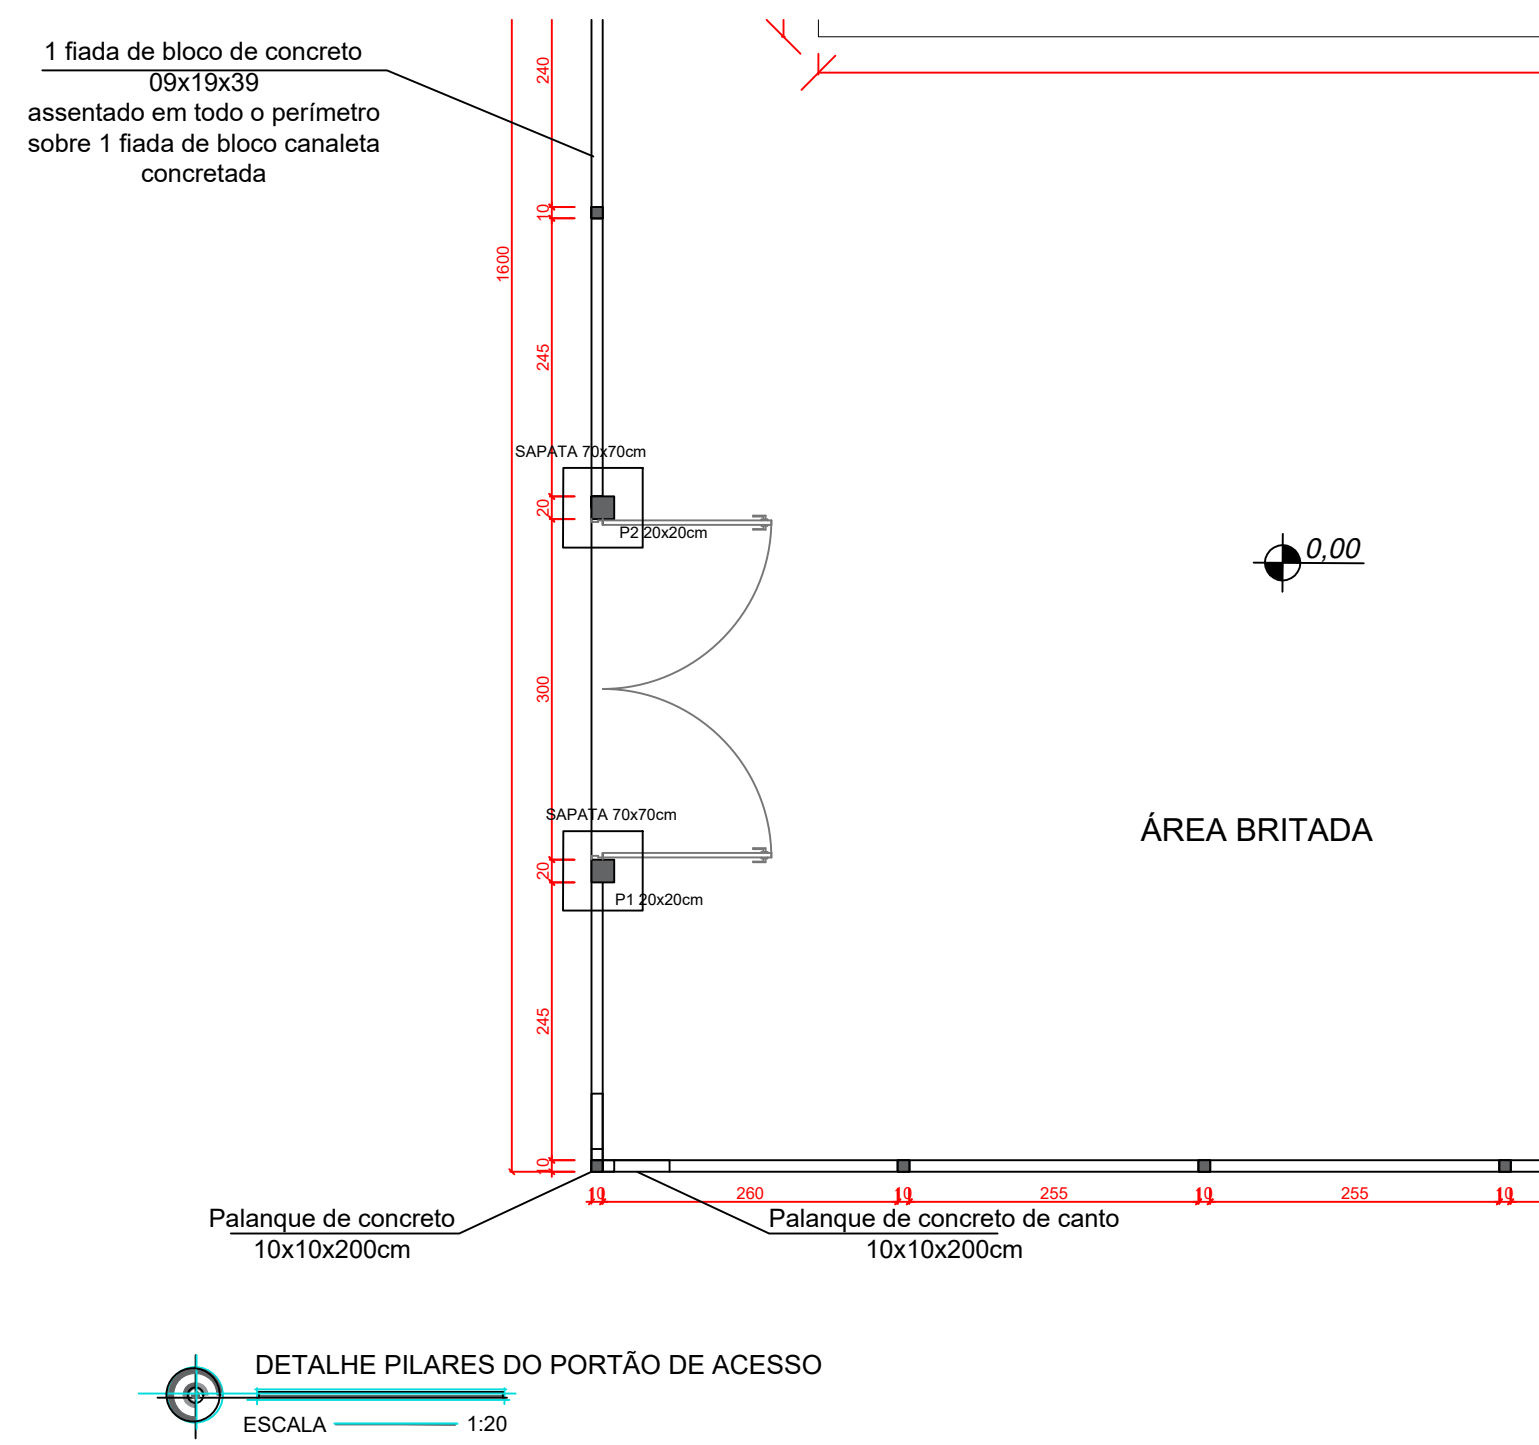 1 fiada de bloco de concreto
09x19x39
assentado em todo o perímetro
sobre 1 fiada de bloco canaleta
concretada
240
10
1600
245
SAPATA 70x70cm
20
P2 20x20cm
0,00
300
SAPATA 70x70cm
ÁREA BRITADA
20
P1 20x20cm
245
10
10
260
10
255
10
255
10
Palanque de concreto
10x10x200cm
Palanque de concreto de canto
10x10x200cm
DETALHE PILARES DO PORTÃO DE ACESSO
ESCALA 1:20